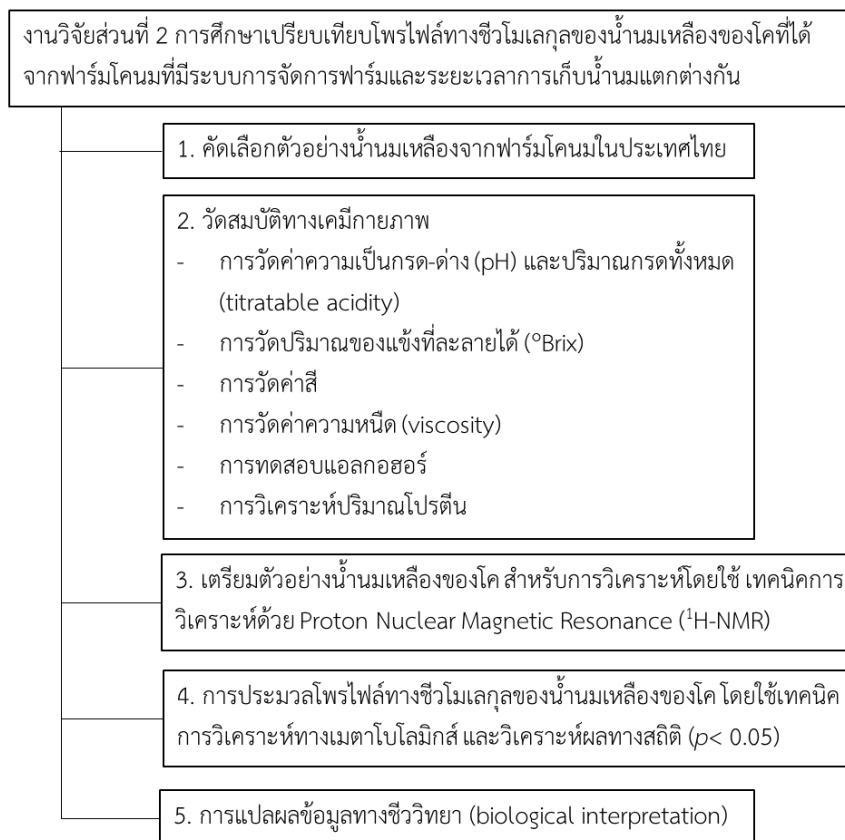 งานวิจัยส่วนที่ 2 การศึกษาเปรียบเทียบโพรไฟล์ทางชีวโมเลกุลของน้ำนมเหลืองของโคที่ได้
จากฟาร์มโคนมที่มีระบบการจัดการฟาร์มและระยะเวลาการเก็บน้ำนมแตกต่างกัน
1. คัดเลือกตัวอย่างน้ำนมเหลืองจากฟาร์มโคนมในประเทศไทย
2. วัดสมบัติทางเคมีกายภาพ
- การวัดค่าความเป็นกรด-ด่าง (pH) และปริมาณกรดทั้งหมด
(titratable acidity)
- การวัดปริมาณของแข็งที่ละลายได้ (°Brix)
- การวัดค่าสี
- การวัดค่าความหนืด (viscosity)
- การทดสอบแอลกอฮอร์
- การวิเคราะห์ปริมาณโปรตีน
3. เตรียมตัวอย่างน้ำนมเหลืองของโค สำหรับการวิเคราะห์โดยใช้ เทคนิคการ
วิเคราะห์ด้วย Proton Nuclear Magnetic Resonance (¹H-NMR)
4. การประมวลโพรไฟล์ทางชีวโมเลกุลของน้ำนมเหลืองของโค โดยใช้เทคนิค
การวิเคราะห์ทางเมตาโบโลมิกส์ และวิเคราะห์ผลทางสถิติ (p< 0.05)
5. การแปลผลข้อมูลทางชีววิทยา (biological interpretation)